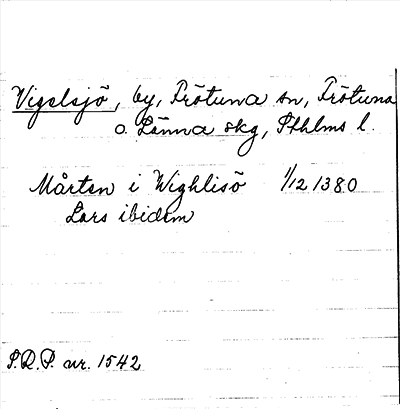 Vigelsjö, by, Frötuna sn, Frötuna
o. Länna skg, Sthlms l.
Mårten i Wighlisö 1/12 1380
Lars ibidem
S.R.P. nr. 1542